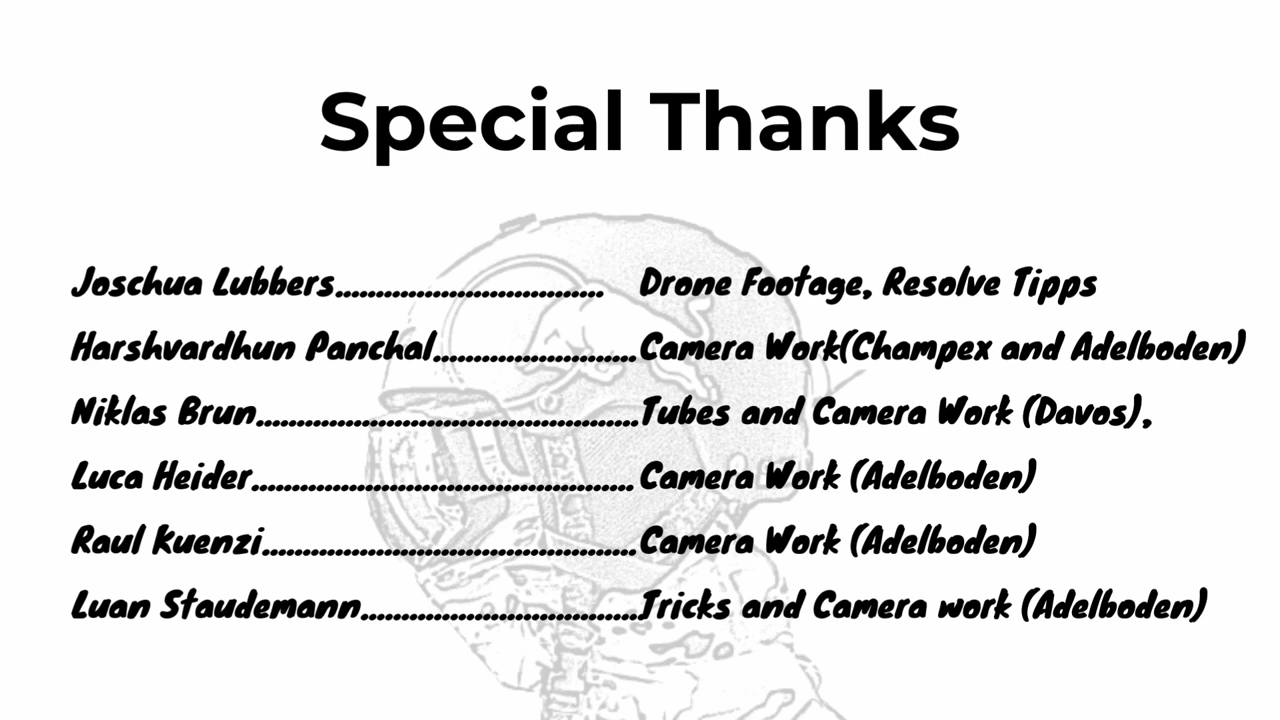 Special Thanks
Joschua Lubbers................................. Drone Footage, Resolve Tipps
Harshvardhun Panchal.........................Camera Work(Champex and Adelboden)
Niklas Brun...............................................Tubes and Camera Work (Davos),
Luca Heider............................................... Camera Work (Adelboden)
Raul Kuenzi..............................................Camera Work (Adelboden)
Luan Staudemann...................................Tricks and Camera work (Adelboden)